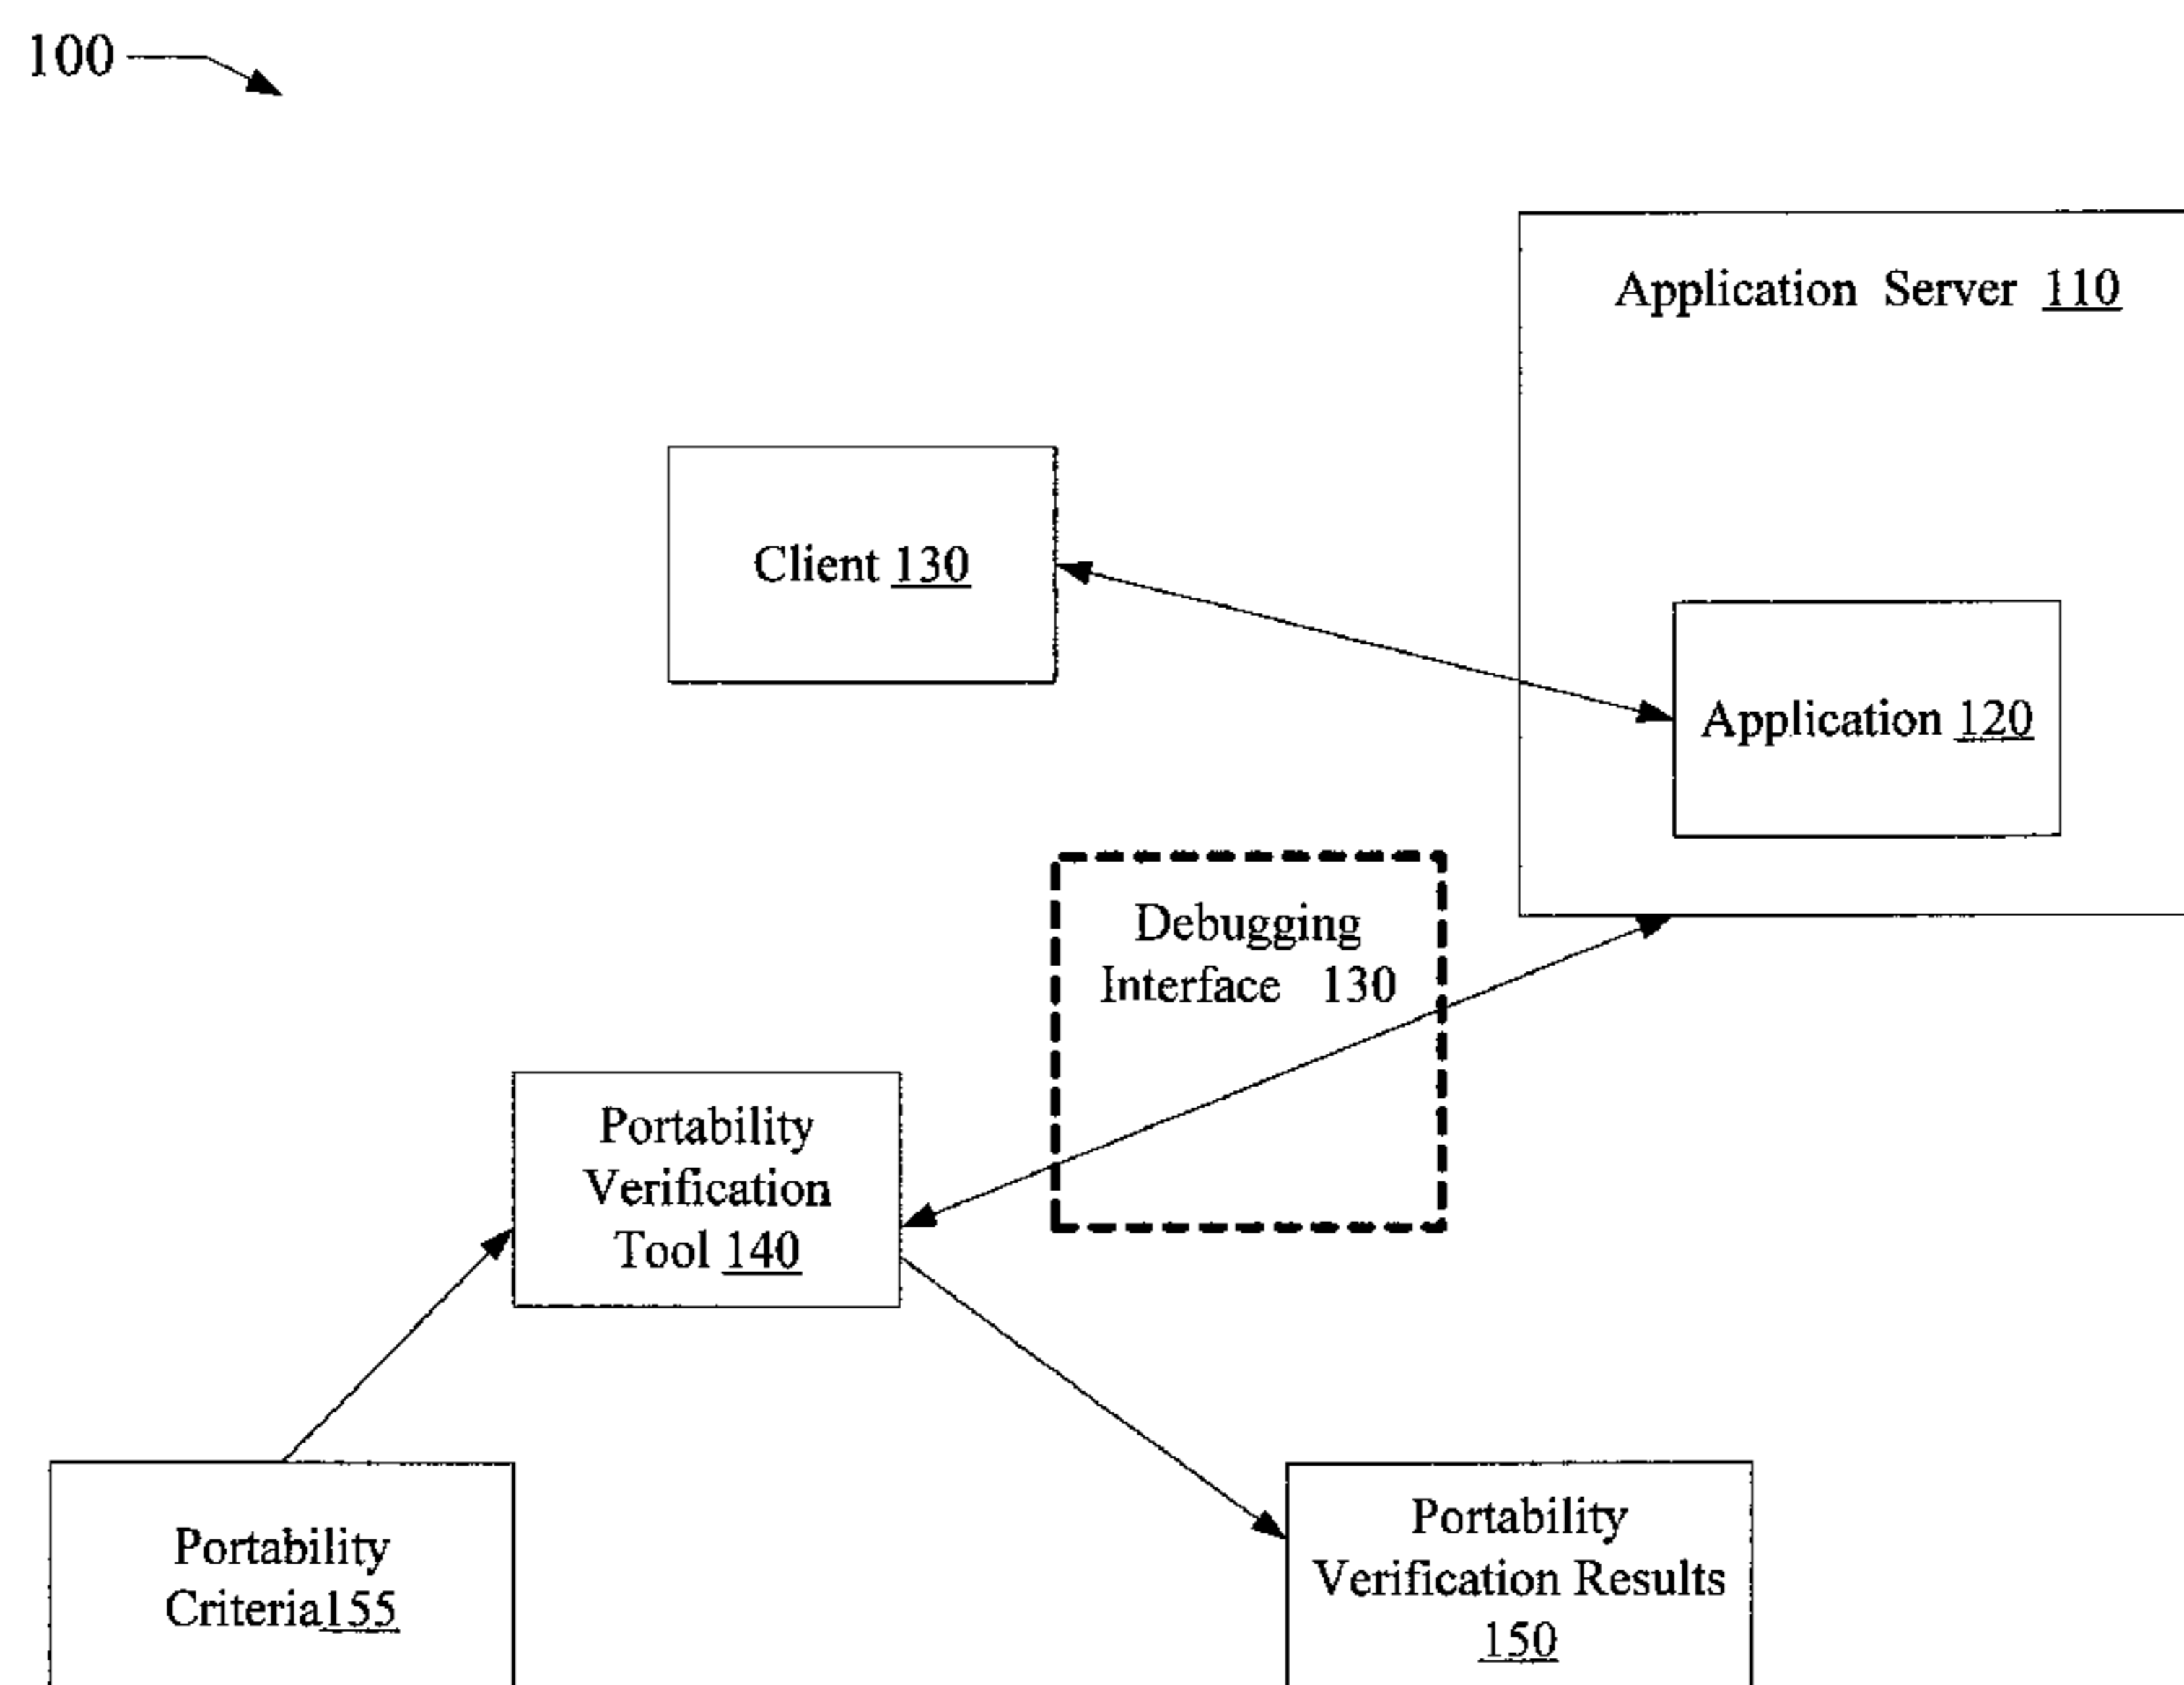 100
Application Server 110
Client 130
Application 120
Debugging
Interface 130
Portability
Verification
Tool 140
Portability
Criteria155
Portability
Verification Results
150